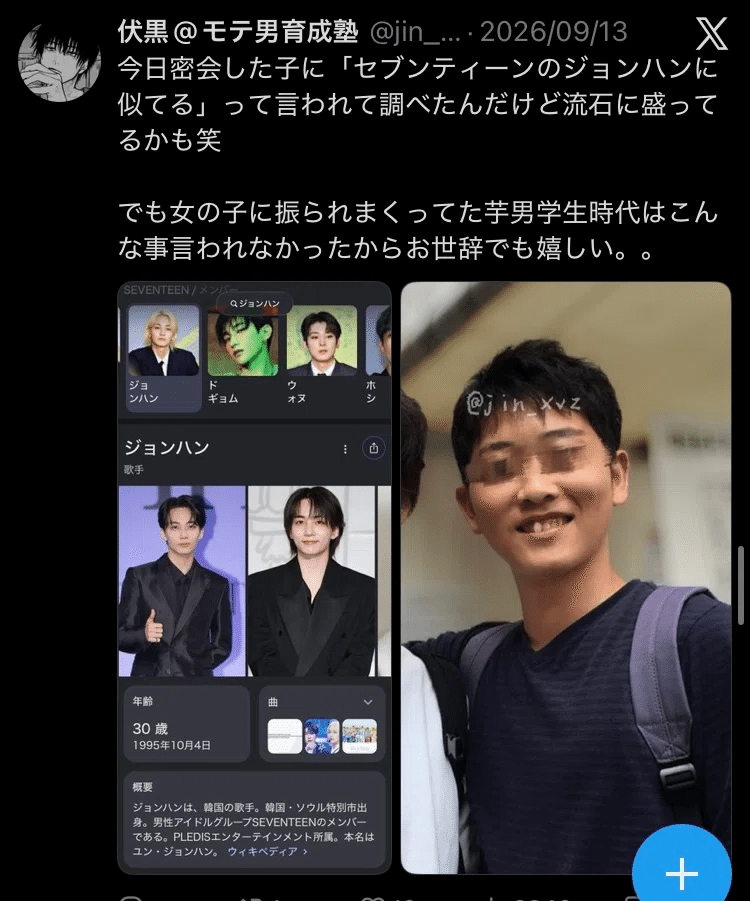 伏黒@モテ男育成塾 @jin_... · 2026/09/13
今日密会した子に「セブンティーンのジョンハンに
似てる」って言われて調べたんだけど流石に盛って
るかも笑
でも女の子に振られまくってた芋男学生時代はこん
な事言われなかったからお世辞でも嬉しい。。
SEVENTEEN / メンバー
ジョンハン
ジョ
ンハン
ド
ギョム
ウ
ォヌ
ホ
シ
ジョンハン
歌手
年齢
30 歳
1995年10月4日
曲
概要
ジョンハンは、韓国の歌手。韓国・ソウル特別市出
身。男性アイドルグループSEVENTEENのメンバー
である。PLEDISエンターテインメント所属。本名は
ユン・ジョンハン。 ウィキペディア ›
@jin_xvz